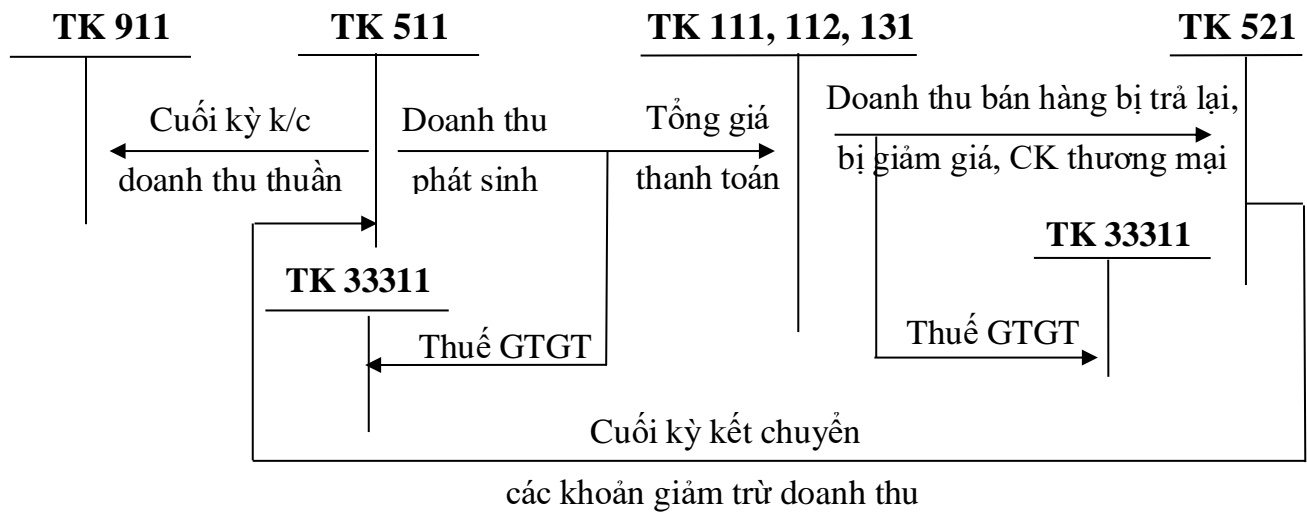 TK 911 TK 511 TK 111, 112, 131 TK 521
Cuối kỳ k/c
doanh thu thuần
Doanh thu
phát sinh
Tổng giá
thanh toán
Doanh thu bán hàng bị trả lại,
bị giảm giá, CK thương mại
TK 33311
Thuế GTGT
TK 33311
Thuế GTGT
Cuối kỳ kết chuyển
các khoản giảm trừ doanh thu